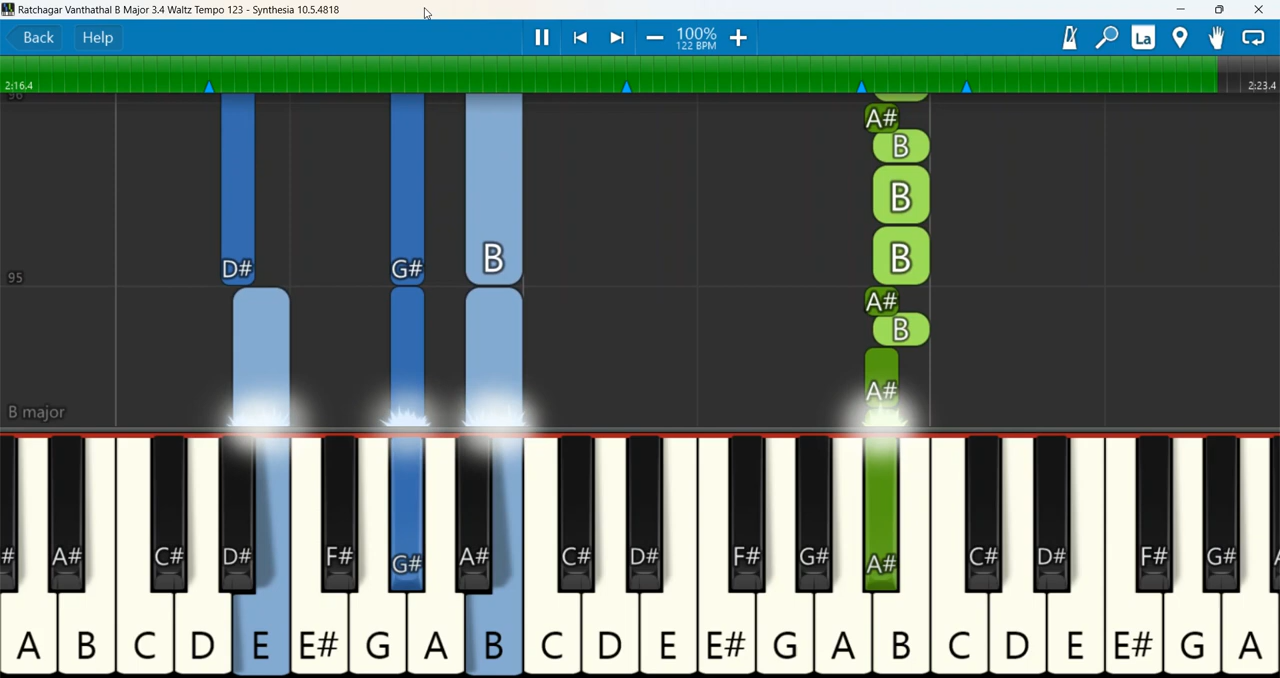 Ratchagar Vanthathal B Major 3.4 Waltz Tempo 123 - Synthesia 10.5.4818
Back Help 100% La
122 BPM
2:16.4 2:23.4
96
A#
B
B
D# G# B B
95
A#
B
A#
B major
# A# C# D# F# G# A# C# D# F# G# A# C# D# F# G# A
A B C D E E# G A B C D E E# G A B C D E E# G A